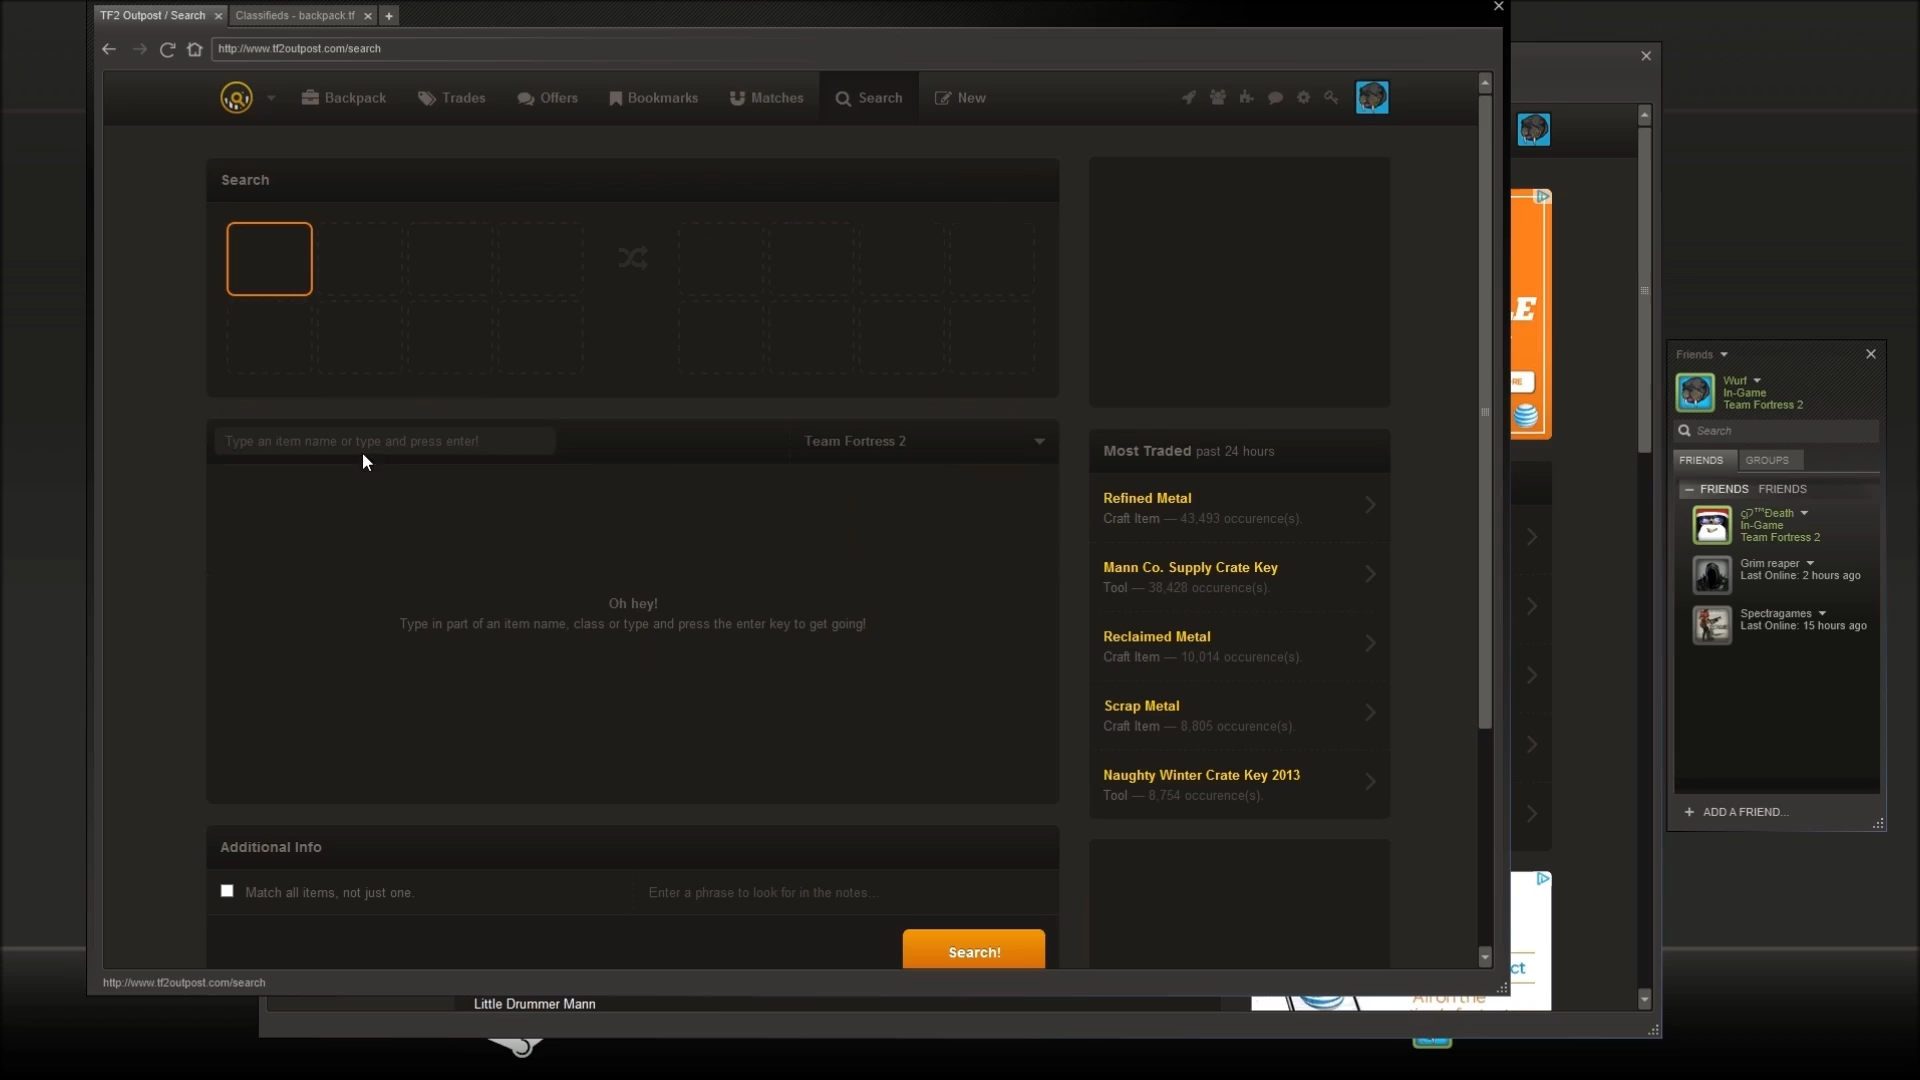 TF2 Outpost / Search
Classifieds - backpack.tf
http://www.tf2outpost.com/search
Backpack
Trades
Offers
Bookmarks
Matches
Search
New
Search
Type an item name or type and press enter!
Team Fortress 2
Oh hey!
Type in part of an item name, class or type and press the enter key to get going!
Additional Info
Match all items, not just one.
Enter a phrase to look for in the notes...
Search!
http://www.tf2outpost.com/search
Most Traded past 24 hours
Refined Metal
Craft Item — 43,493 occurence(s).
Mann Co. Supply Crate Key
Tool — 38,428 occurence(s).
Reclaimed Metal
Craft Item — 10,014 occurence(s).
Scrap Metal
Craft Item — 8,805 occurence(s).
Naughty Winter Crate Key 2013
Tool — 8,754 occurence(s).
Little Drummer Mann
LE
RE
ct
All on the
Friends
Wurf
In-Game
Team Fortress 2
Search
FRIENDS
GROUPS
FRIENDS FRIENDS
In-Game
Team Fortress 2
Grim reaper
Last Online: 2 hours ago
Spectragames
Last Online: 15 hours ago
+ ADD A FRIEND...